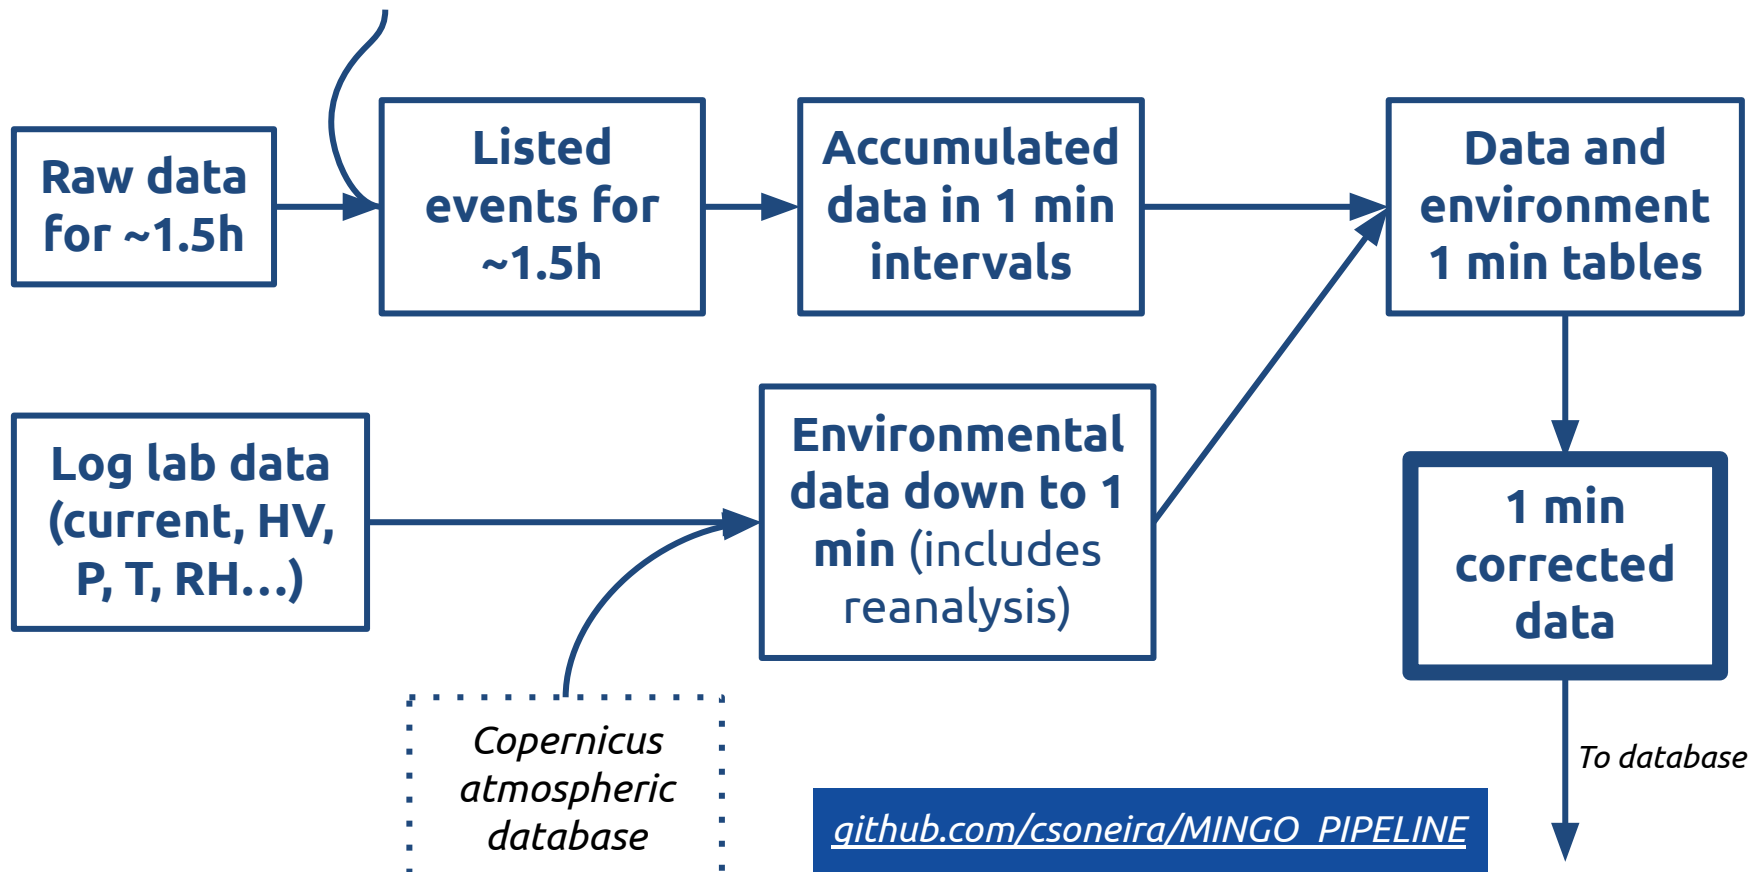 Raw data
for ~1.5h
Listed
events for
~1.5h
Accumulated
data in 1 min
intervals
Data and
environment
1 min tables
Log lab data
(current, HV,
P, T, RH...)
Environmental
data down to 1
min (includes
reanalysis)
1 min
corrected
data
Copernicus
atmospheric
database
To database
github.com/csoneira/MINGO_PIPELINE